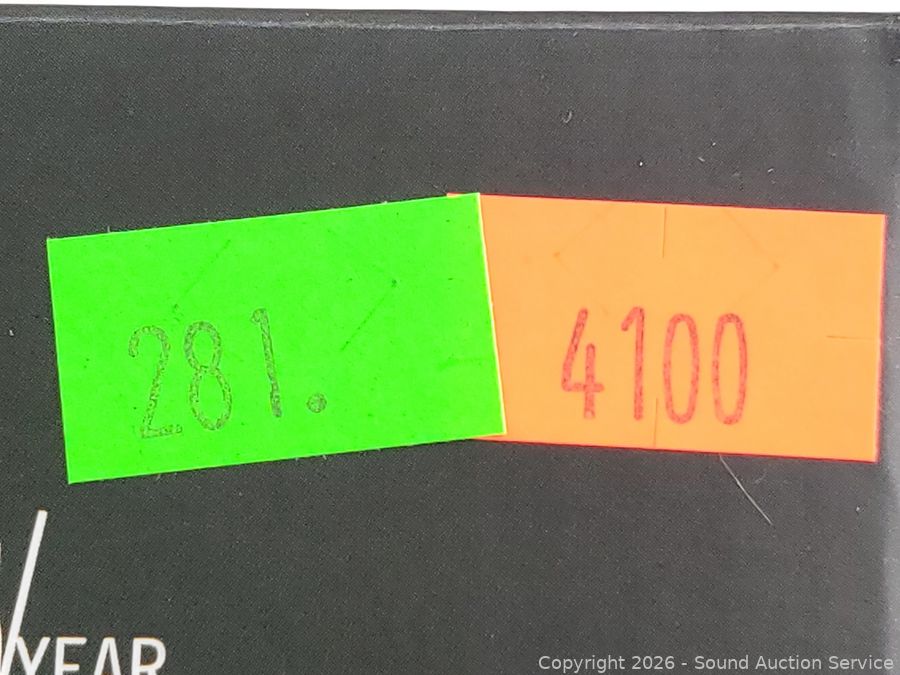 281.
4100
YEAR
Copyright 2026 - Sound Auction Service